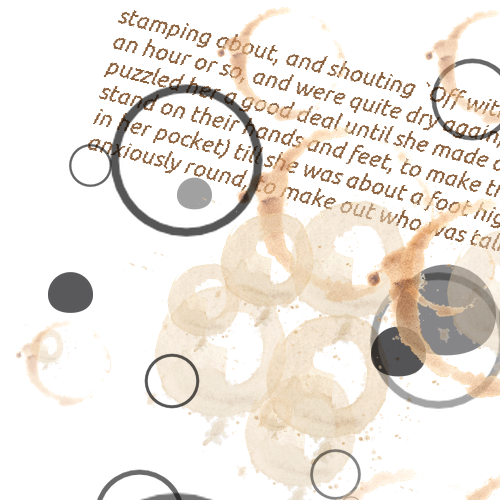 stamping about, and shouting `Off with
an hour or so, and were quite dry again
puzzled her a good deal until she made o
stand on their hands and feet, to make t
in her pocket) till she was about a foot hig
anxiously round, to make out who was tal